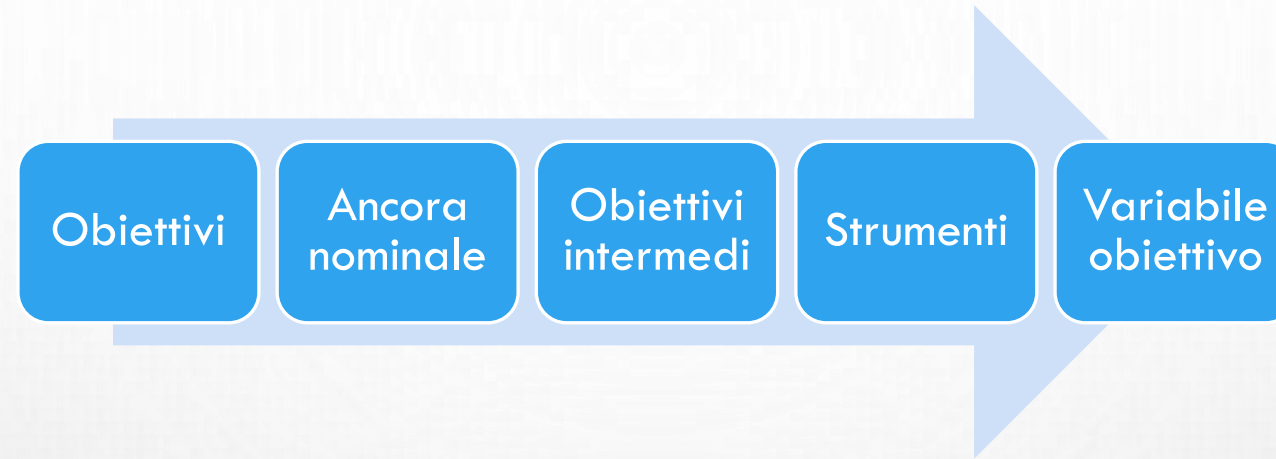 Obiettivi
Ancora
nominale
Obiettivi
intermedi
Strumenti
Variabile
obiettivo